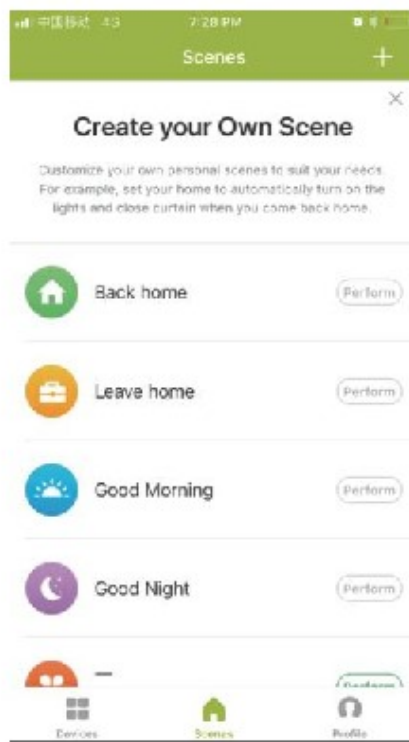 中国移动 4G 7:28 PM
Scenes +
Create your Own Scene
Customize your own personal scenes to suit your needs.
For example, set your home to automatically turn on the
lights and close curtain when you come back home.
Back home Perform
Leave home Perform
Good Morning Perform
Good Night Perform
Perform
Devices Scenes Profile